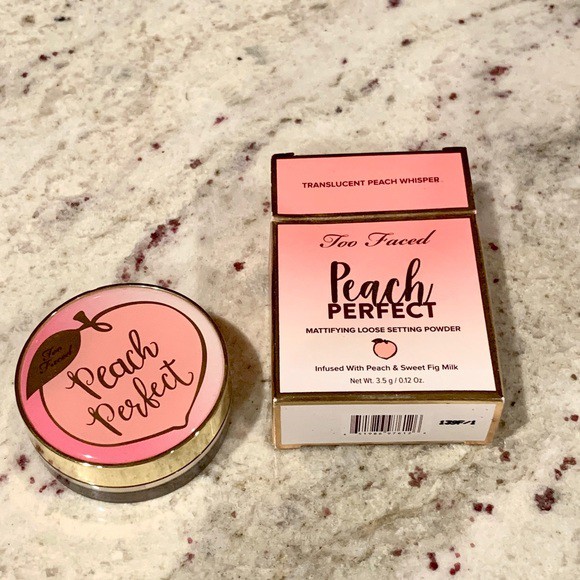 TRANSLUCENT PEACH WHISPER
Too Faced
Peach
PERFECT
MATTIFYING LOOSE SETTING POWDER
Infused With Peach & Sweet Fig Milk
Net Wt. 3.5 g / 0.12 Oz.
Too
Faced
Peach
Perfect